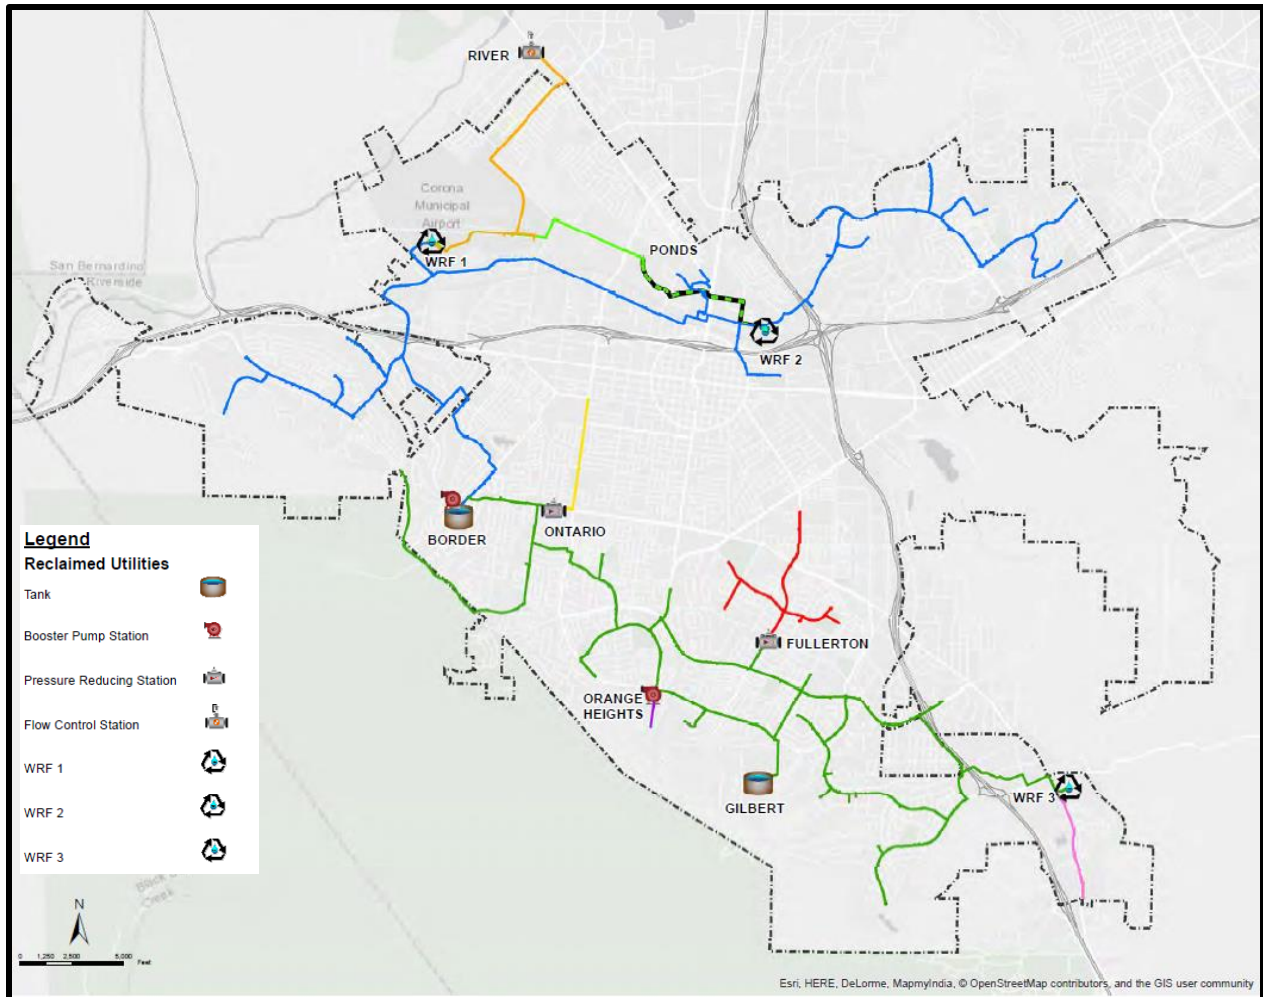 RIVER
Corona
Municipal
Airport
WRF 1
PONDS
San Bernardino
Riverside
WRF 2
BORDER
ONTARIO
FULLERTON
ORANGE
HEIGHTS
GILBERT
WRF 3
Legend
Reclaimed Utilities
Tank
Booster Pump Station
Pressure Reducing Station
Flow Control Station
WRF 1
WRF 2
WRF 3
Creek
N
0 1,250 2,500 5,000
Feet
Esri, HERE, DeLorme, MapmyIndia, © OpenStreetMap contributors, and the GIS user community